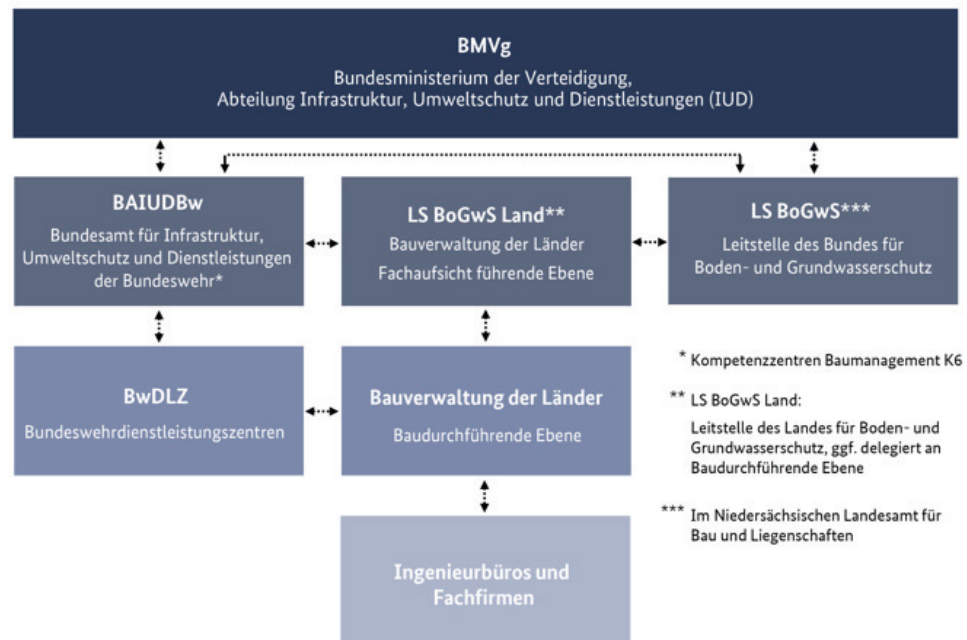 BMVg
Bundesministerium der Verteidigung,
Abteilung Infrastruktur, Umweltschutz und Dienstleistungen (IUD)
BAIUDBw
Bundesamt für Infrastruktur,
Umweltschutz und Dienstleistungen
der Bundeswehr*
LS BoGwS Land**
Bauverwaltung der Länder
Fachaufsicht führende Ebene
LS BoGwS***
Leitstelle des Bundes für
Boden- und Grundwasserschutz
BwDLZ
Bundeswehrdienstleistungszentren
Bauverwaltung der Länder
Baudurchführende Ebene
* Kompetenzzentren Baumanagement K6
** LS BoGwS Land:
Leitstelle des Landes für Boden- und
Grundwasserschutz, ggf. delegiert an
Baudurchführende Ebene
*** Im Niedersächsischen Landesamt für
Bau und Liegenschaften
Ingenieurbüros und
Fachfirmen